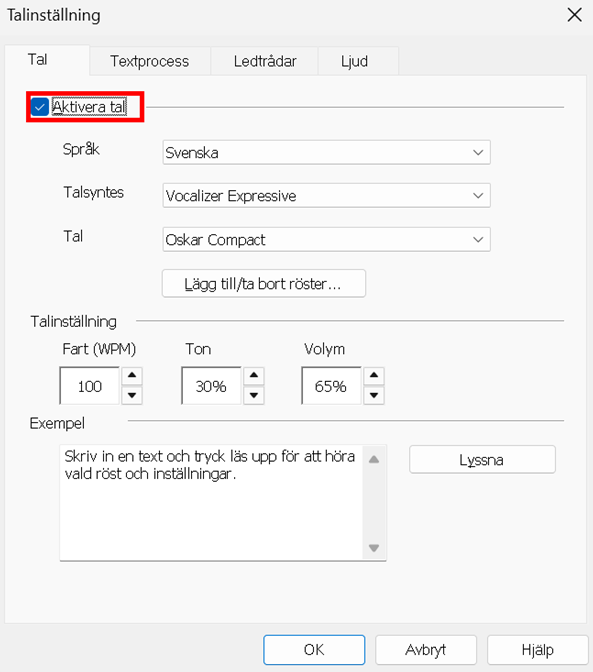 Talinställning
Tal Textprocess Ledtrådar Ljud
Aktivera tal
Språk Svenska
Talsyntes Vocalizer Expressive
Tal Oskar Compact
Lägg till/ta bort röster...
Talinställning
Fart (WPM) Ton Volym
100 30% 65%
Exempel
Skriv in en text och tryck läs upp för att höra
vald röst och inställningar.
Lyssna
OK Avbryt Hjälp